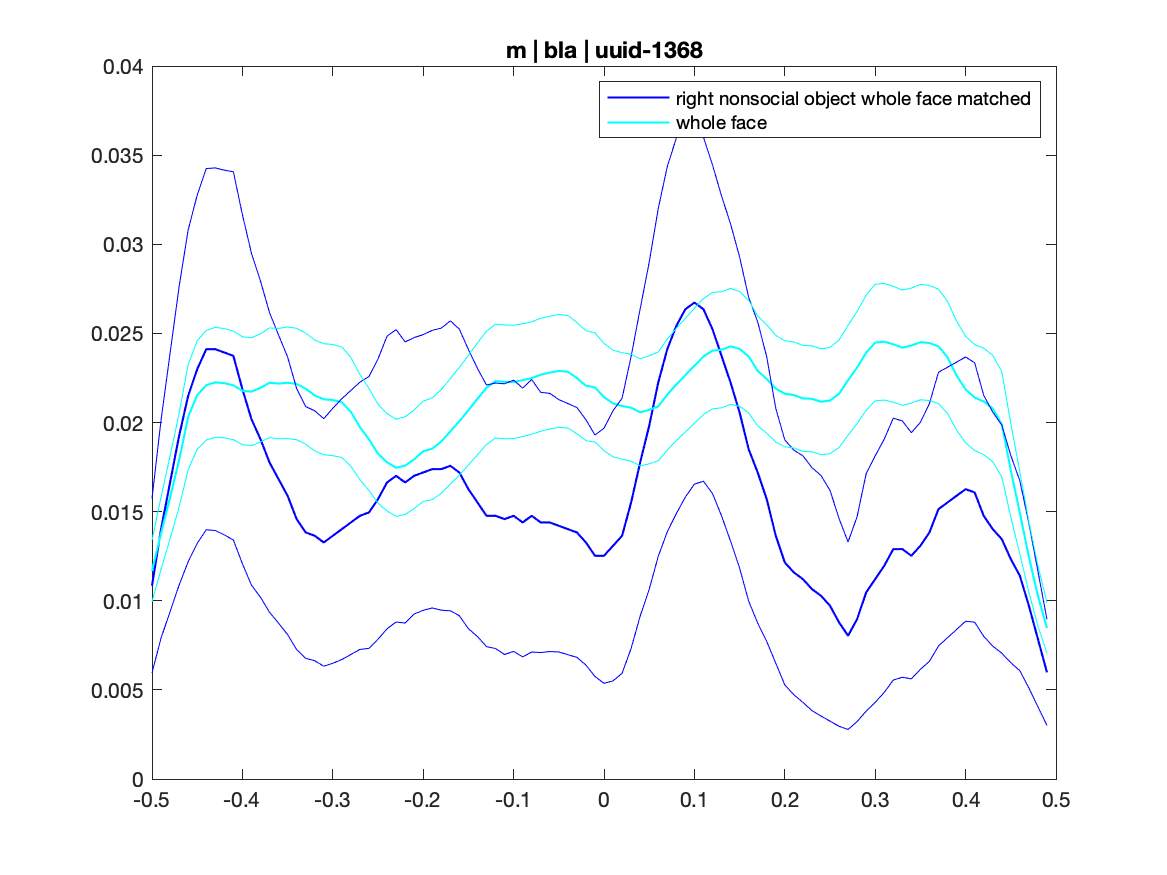 m | bla | uuid-1368
0.04
right nonsocial object whole face matched
whole face
0.035
0.03
0.025
0.02
0.015
0.01
0.005
0
-0.5 -0.4 -0.3 -0.2 -0.1 0 0.1 0.2 0.3 0.4 0.5